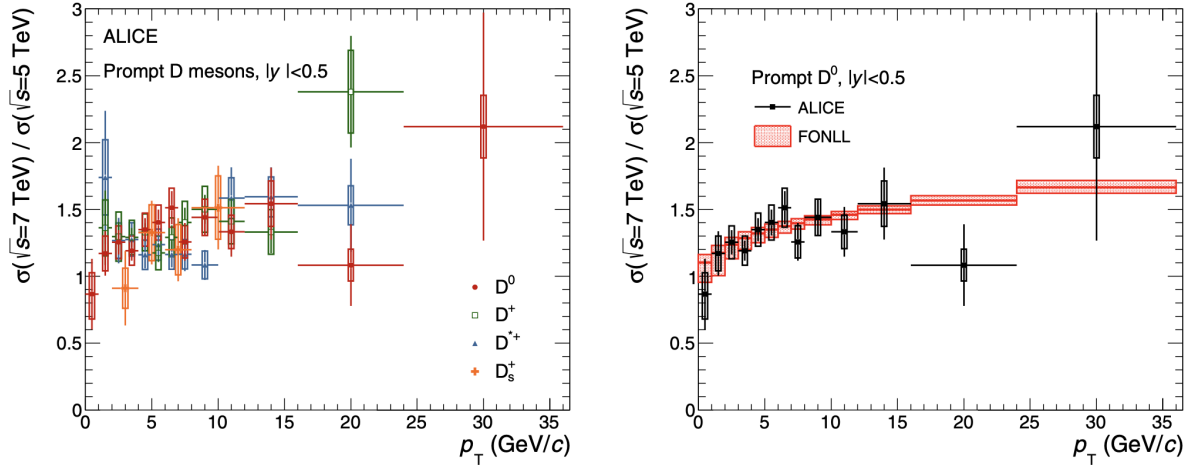 σ(√s=7 TeV) / σ(√s=5 TeV)
3
2.5
2
1.5
1
0.5
0
ALICE
Prompt D mesons, |y|<0.5
D⁰
D⁺
D*⁺
Dₛ⁺
0 5 10 15 20 25 30 35
p_T (GeV/c)
σ(√s=7 TeV) / σ(√s=5 TeV)
3
2.5
2
1.5
1
0.5
0
Prompt D⁰, |y|<0.5
ALICE
FONLL
0 5 10 15 20 25 30 35
p_T (GeV/c)